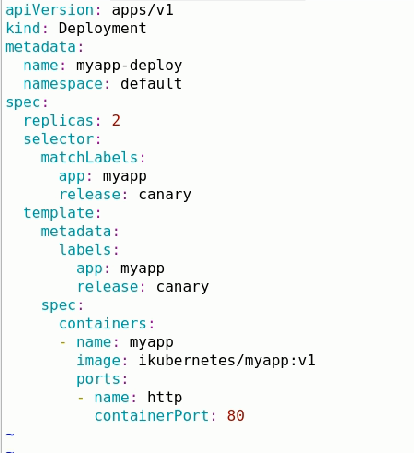 apiVersion: apps/v1
kind: Deployment
metadata:
  name: myapp-deploy
  namespace: default
spec:
  replicas: 2
  selector:
    matchLabels:
      app: myapp
      release: canary
  template:
    metadata:
      labels:
        app: myapp
        release: canary
    spec:
      containers:
      - name: myapp
        image: ikubernetes/myapp:v1
        ports:
        - name: http
          containerPort: 80
~
~